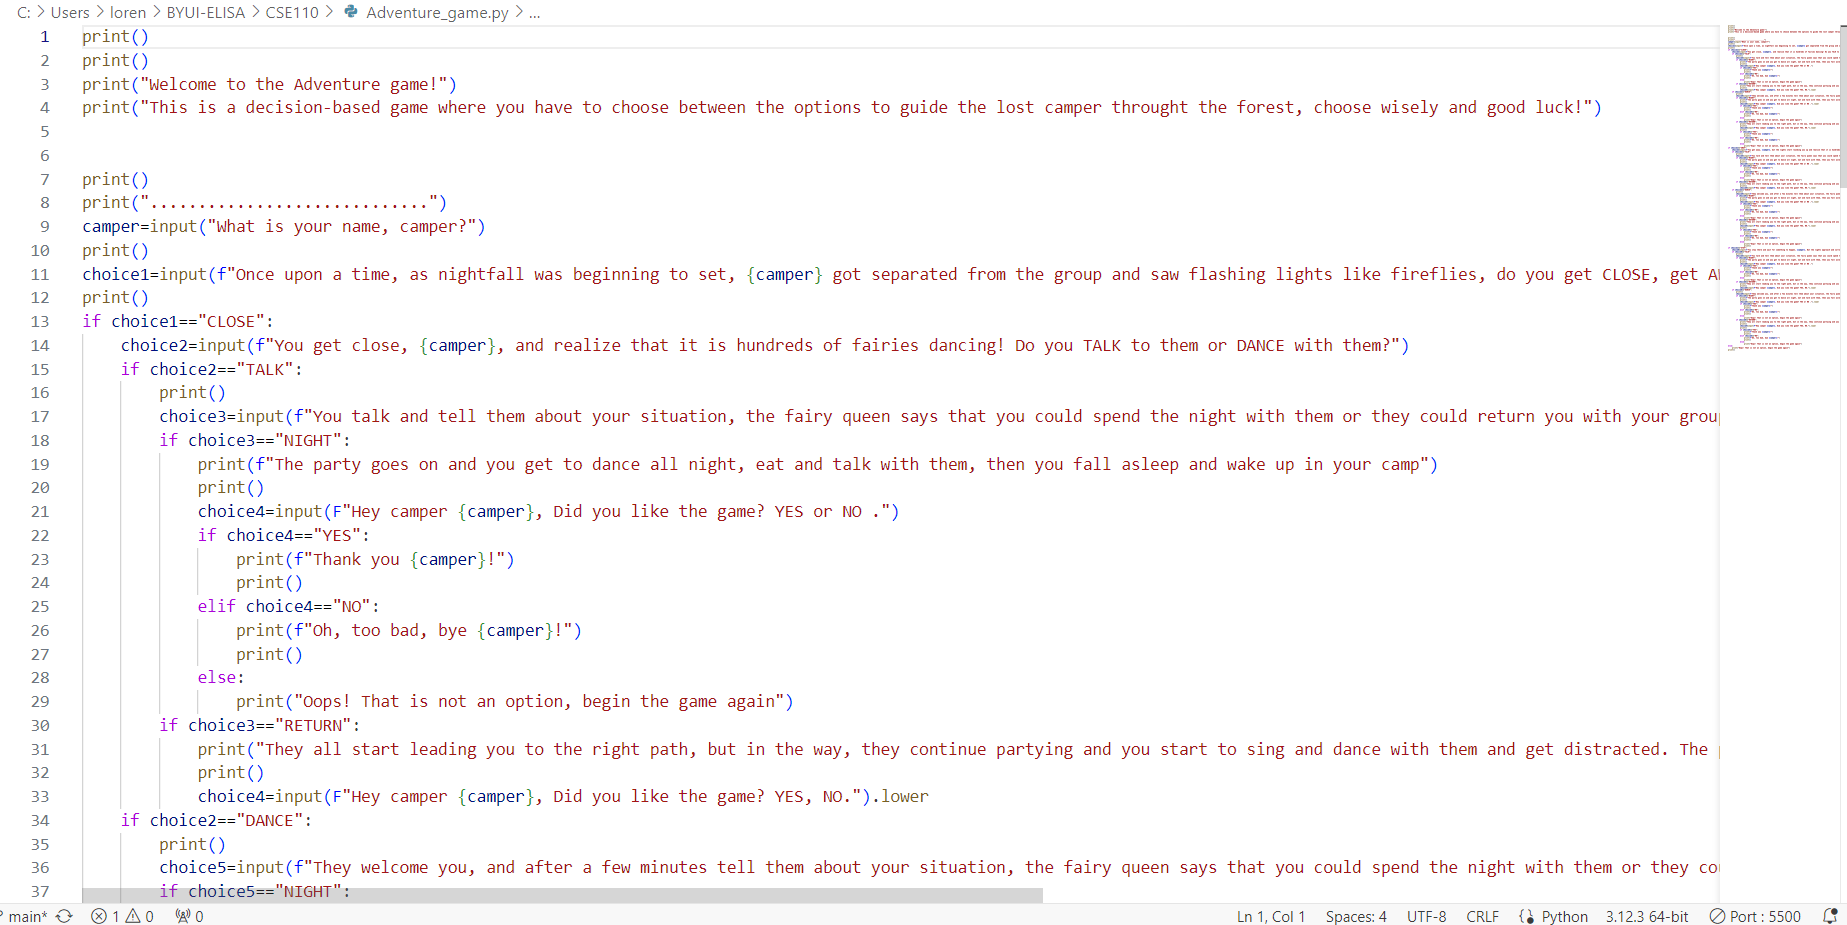 C: > Users > loren > BYUI-ELISA > CSE110 > Adventure_game.py > ...
1 print()
2 print()
3 print("Welcome to the Adventure game!")
4 print("This is a decision-based game where you have to choose between the options to guide the lost camper throught the forest, choose wisely and good luck!")
5
6
7 print()
8 print(".............................")
9 camper=input("What is your name, camper?")
10 print()
11 choice1=input(f"Once upon a time, as nightfall was beginning to set, {camper} got separated from the group and saw flashing lights like fireflies, do you get CLOSE, get A
12 print()
13 if choice1=="CLOSE":
14 choice2=input(f"You get close, {camper}, and realize that it is hundreds of fairies dancing! Do you TALK to them or DANCE with them?")
15 if choice2=="TALK":
16 print()
17 choice3=input(f"You talk and tell them about your situation, the fairy queen says that you could spend the night with them or they could return you with your grou
18 if choice3=="NIGHT":
19 print(f"The party goes on and you get to dance all night, eat and talk with them, then you fall asleep and wake up in your camp")
20 print()
21 choice4=input(F"Hey camper {camper}, Did you like the game? YES or NO .")
22 if choice4=="YES":
23 print(f"Thank you {camper}!")
24 print()
25 elif choice4=="NO":
26 print(f"Oh, too bad, bye {camper}!")
27 print()
28 else:
29 print("Oops! That is not an option, begin the game again")
30 if choice3=="RETURN":
31 print("They all start leading you to the right path, but in the way, they continue partying and you start to sing and dance with them and get distracted. The
32 print()
33 choice4=input(F"Hey camper {camper}, Did you like the game? YES, NO.").lower
34 if choice2=="DANCE":
35 print()
36 choice5=input(f"They welcome you, and after a few minutes tell them about your situation, the fairy queen says that you could spend the night with them or they co
37 if choice5=="NIGHT":
main* 1 0 0 Ln 1, Col 1 Spaces: 4 UTF-8 CRLF Python 3.12.3 64-bit Port : 5500